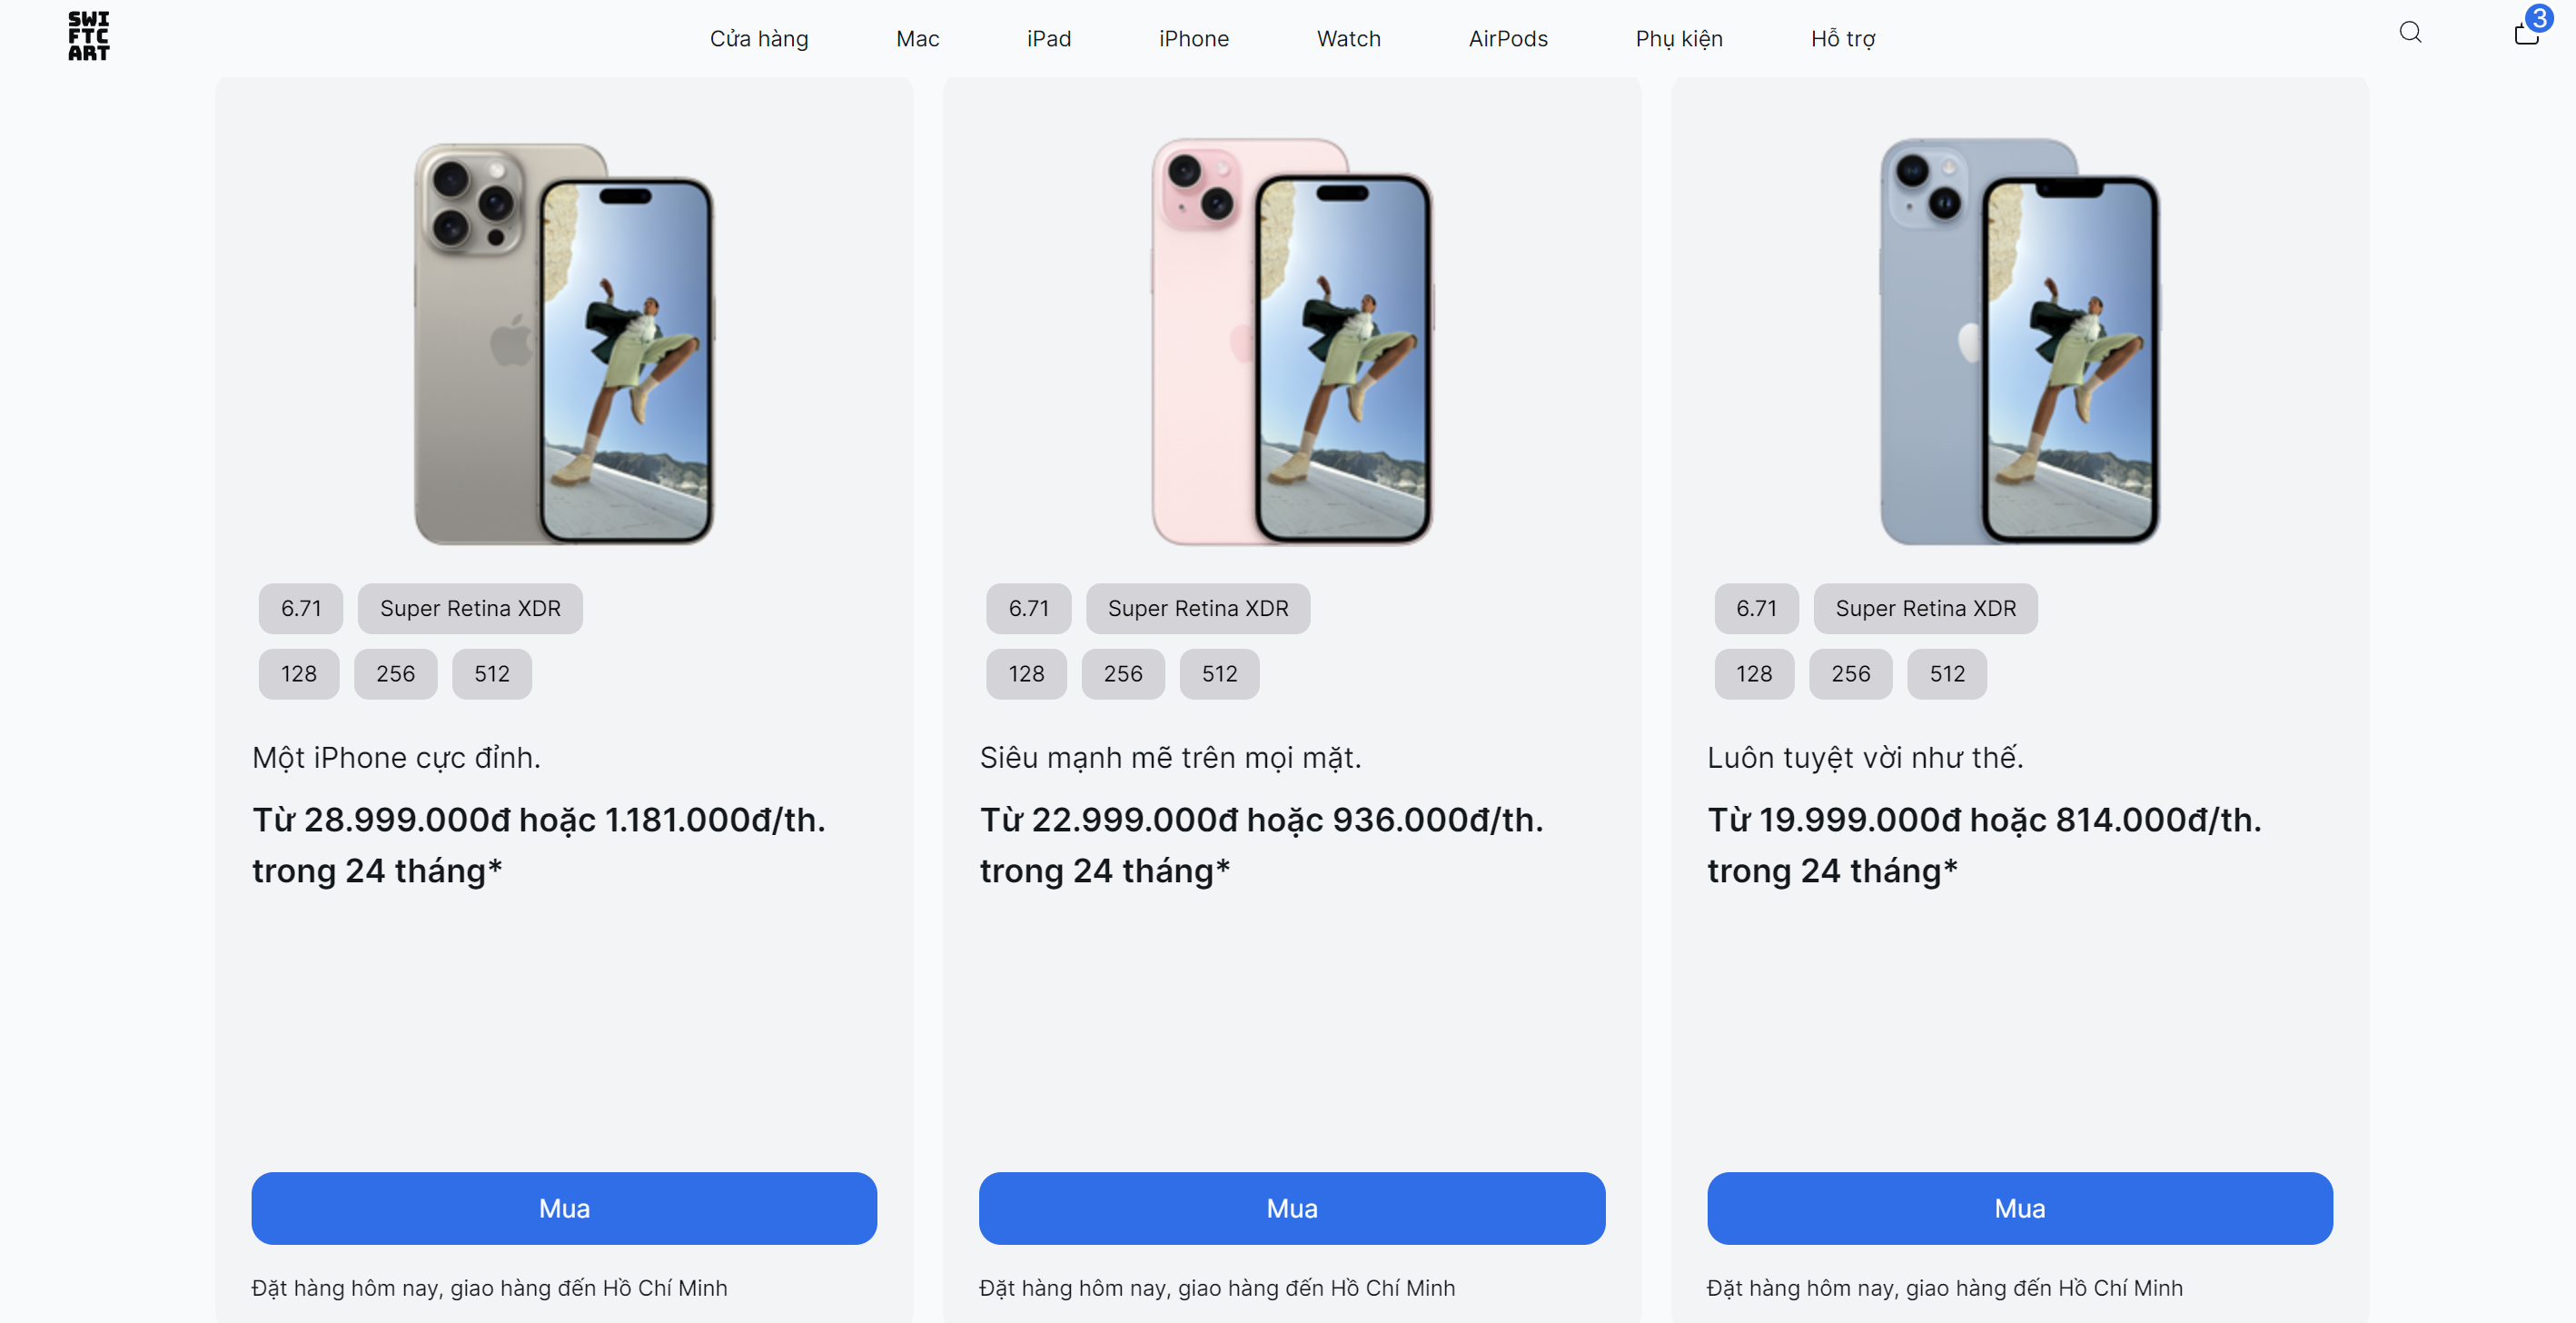 SWI
FTC
ART
Cửa hàng Mac iPad iPhone Watch AirPods Phụ kiện Hỗ trợ 3
6.71 Super Retina XDR
128 256 512
Một iPhone cực đỉnh.
Từ 28.999.000đ hoặc 1.181.000đ/th.
trong 24 tháng*
Mua
Đặt hàng hôm nay, giao hàng đến Hồ Chí Minh
6.71 Super Retina XDR
128 256 512
Siêu mạnh mẽ trên mọi mặt.
Từ 22.999.000đ hoặc 936.000đ/th.
trong 24 tháng*
Mua
Đặt hàng hôm nay, giao hàng đến Hồ Chí Minh
6.71 Super Retina XDR
128 256 512
Luôn tuyệt vời như thế.
Từ 19.999.000đ hoặc 814.000đ/th.
trong 24 tháng*
Mua
Đặt hàng hôm nay, giao hàng đến Hồ Chí Minh